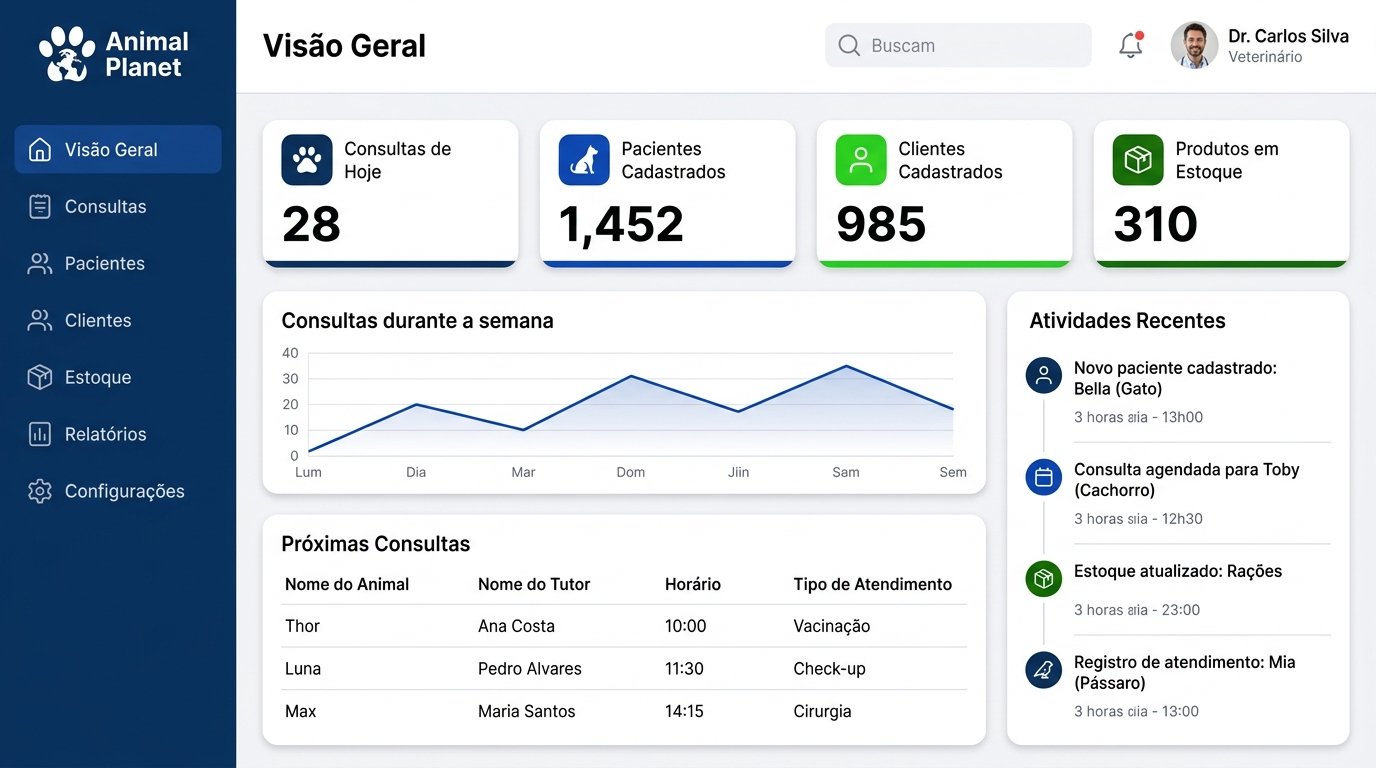 Animal
Planet
Visão Geral
Consultas
Pacientes
Clientes
Estoque
Relatórios
Configurações
Visão Geral
Buscam
Dr. Carlos Silva
Veterinário
Consultas de
Hoje
28
Pacientes
Cadastrados
1,452
Clientes
Cadastrados
985
Produtos em
Estoque
310
Consultas durante a semana
40
30
20
10
0
Lum Dia Mar Dom Jiin Sam Sem
Próximas Consultas
Nome do Animal Nome do Tutor Horário Tipo de Atendimento
Thor Ana Costa 10:00 Vacinação
Luna Pedro Alvares 11:30 Check-up
Max Maria Santos 14:15 Cirurgia
Atividades Recentes
Novo paciente cadastrado:
Bella (Gato)
3 horas - 13h00
Consulta agendada para Toby
(Cachorro)
3 horas - 12h30
Estoque atualizado: Rações
3 horas - 23:00
Registro de atendimento: Mia
(Pássaro)
3 horas - 13:00